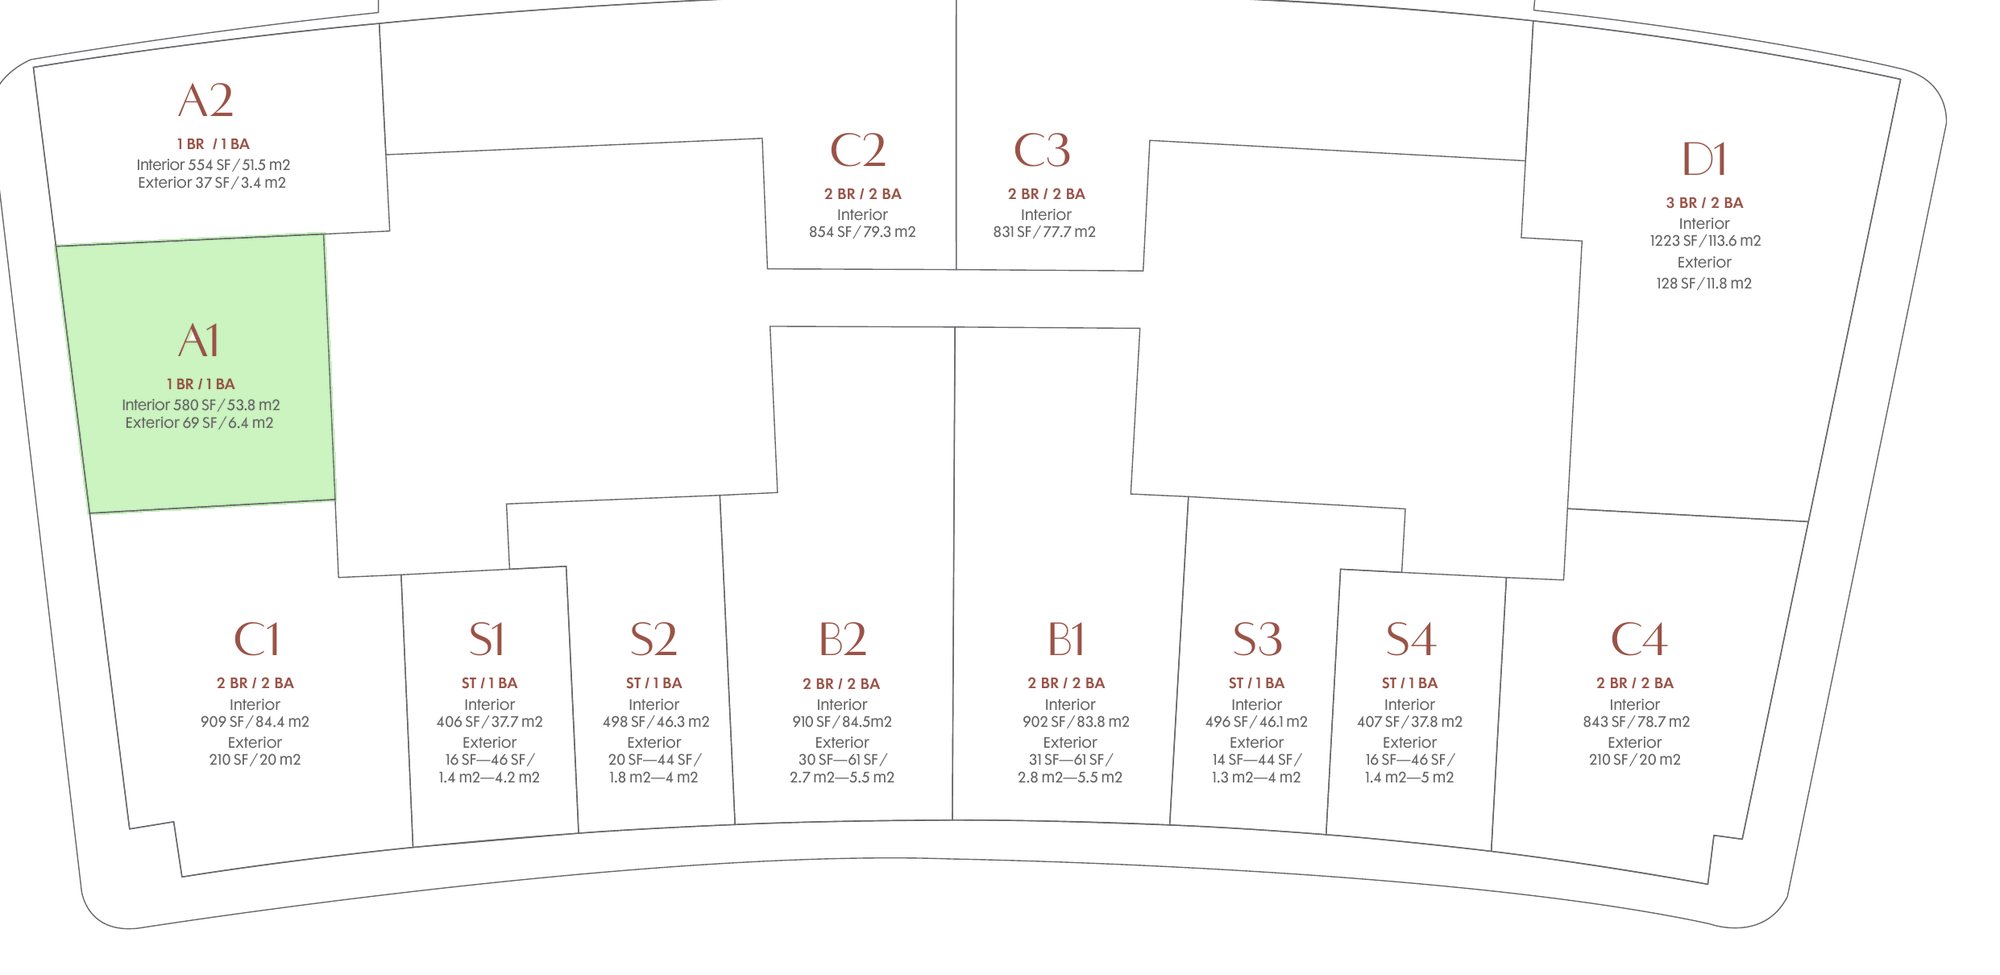 A2
1 BR / 1 BA
Interior 554 SF/51.5 m2
Exterior 37 SF/3.4 m2
C2
2 BR / 2 BA
Interior
854 SF/79.3 m2
C3
2 BR / 2 BA
Interior
831 SF/77.7 m2
D1
3 BR / 2 BA
Interior
1223 SF/113.6 m2
Exterior
128 SF/11.8 m2
A1
1 BR / 1 BA
Interior 580 SF/53.8 m2
Exterior 69 SF/6.4 m2
C1
2 BR / 2 BA
Interior
909 SF/84.4 m2
Exterior
210 SF/20 m2
S1
ST / 1 BA
Interior
406 SF/37.7 m2
Exterior
16 SF—46 SF/
1.4 m2—4.2 m2
S2
ST / 1 BA
Interior
498 SF/46.3 m2
Exterior
20 SF—44 SF/
1.8 m2—4 m2
B2
2 BR / 2 BA
Interior
910 SF/84.5m2
Exterior
30 SF—61 SF/
2.7 m2—5.5 m2
B1
2 BR / 2 BA
Interior
902 SF/83.8 m2
Exterior
31 SF—61 SF/
2.8 m2—5.5 m2
S3
ST / 1 BA
Interior
496 SF/46.1 m2
Exterior
14 SF—44 SF/
1.3 m2—4 m2
S4
ST / 1 BA
Interior
407 SF/37.8 m2
Exterior
16 SF—46 SF/
1.4 m2—5 m2
C4
2 BR / 2 BA
Interior
843 SF/78.7 m2
Exterior
210 SF/20 m2